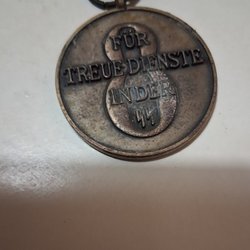 FÜR
TREUE DIENSTE
IN DER
ᛋᛋ